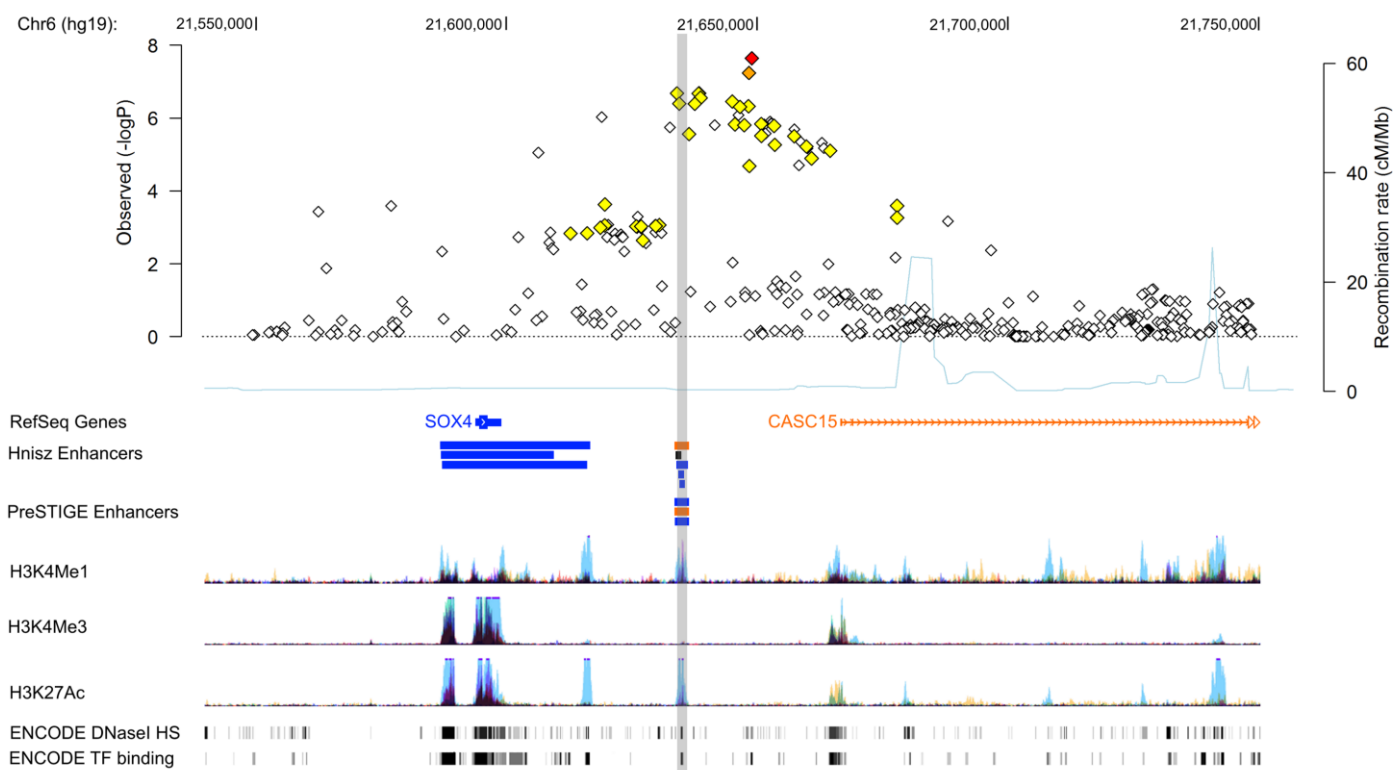 Chr6 (hg19): 21,550,000 21,600,000 21,650,000 21,700,000 21,750,000
8
6
4
2
0
Observed (-logP)
60
40
20
0
Recombination rate (cM/Mb)
RefSeq Genes SOX4 CASC15
Hnisz Enhancers
PreSTIGE Enhancers
H3K4Me1
H3K4Me3
H3K27Ac
ENCODE DNaseI HS
ENCODE TF binding